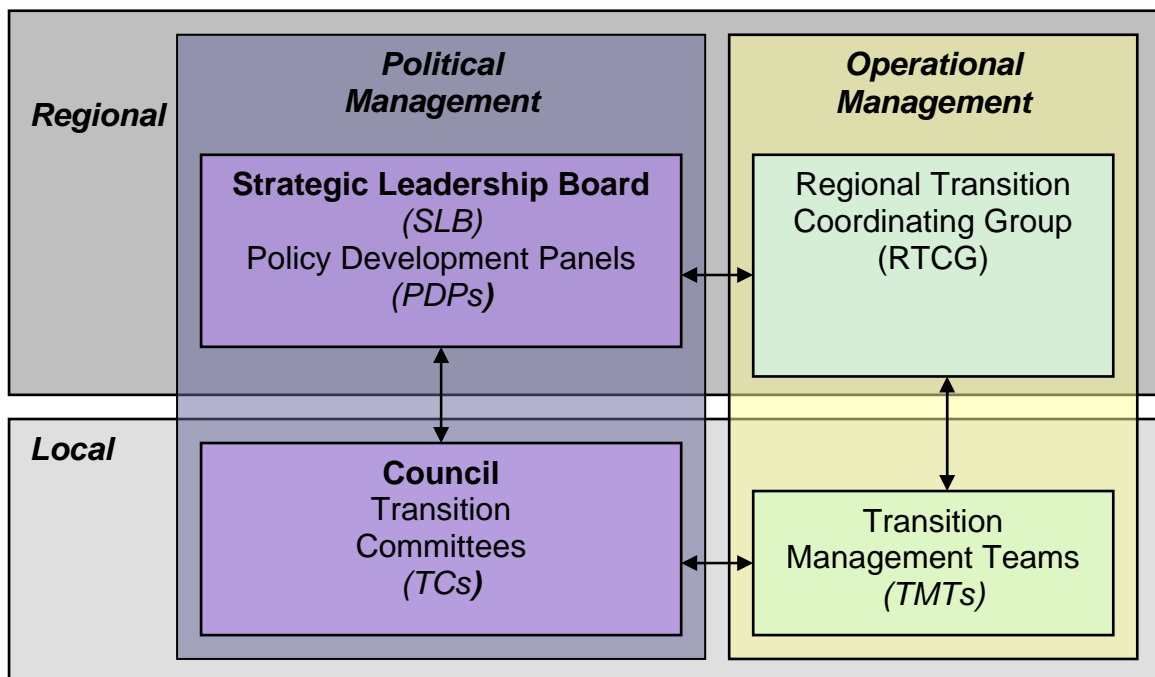 Political
Management
Operational
Management
Regional
Strategic Leadership Board
(SLB)
Policy Development Panels
(PDPs)
Regional Transition
Coordinating Group
(RTCG)
Local
Council
Transition
Committees
(TCs)
Transition
Management Teams
(TMTs)